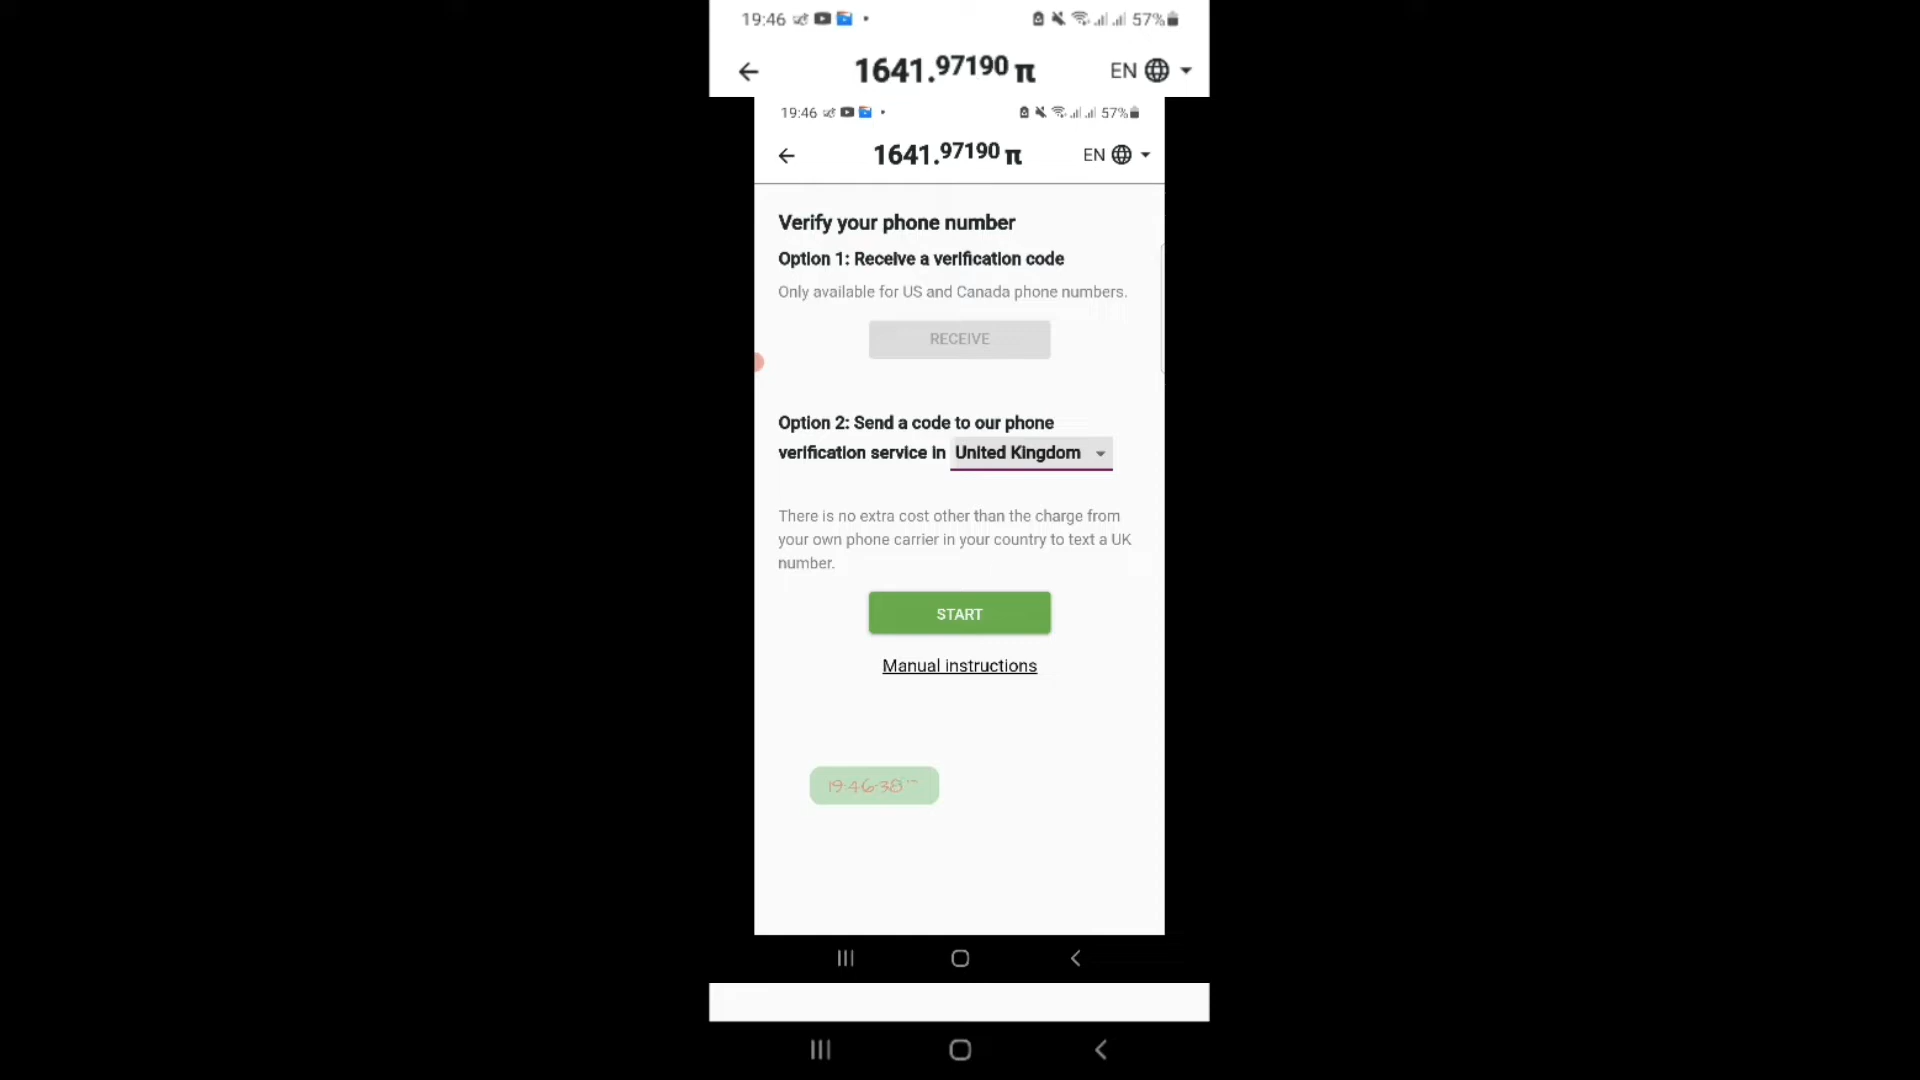 19:46 57%
1641.97190 π EN
19:46 57%
1641.97190 π EN
Verify your phone number
Option 1: Receive a verification code
Only available for US and Canada phone numbers.
RECEIVE
Option 2: Send a code to our phone
verification service in United Kingdom
There is no extra cost other than the charge from
your own phone carrier in your country to text a UK
number.
START
Manual instructions
19:46:38